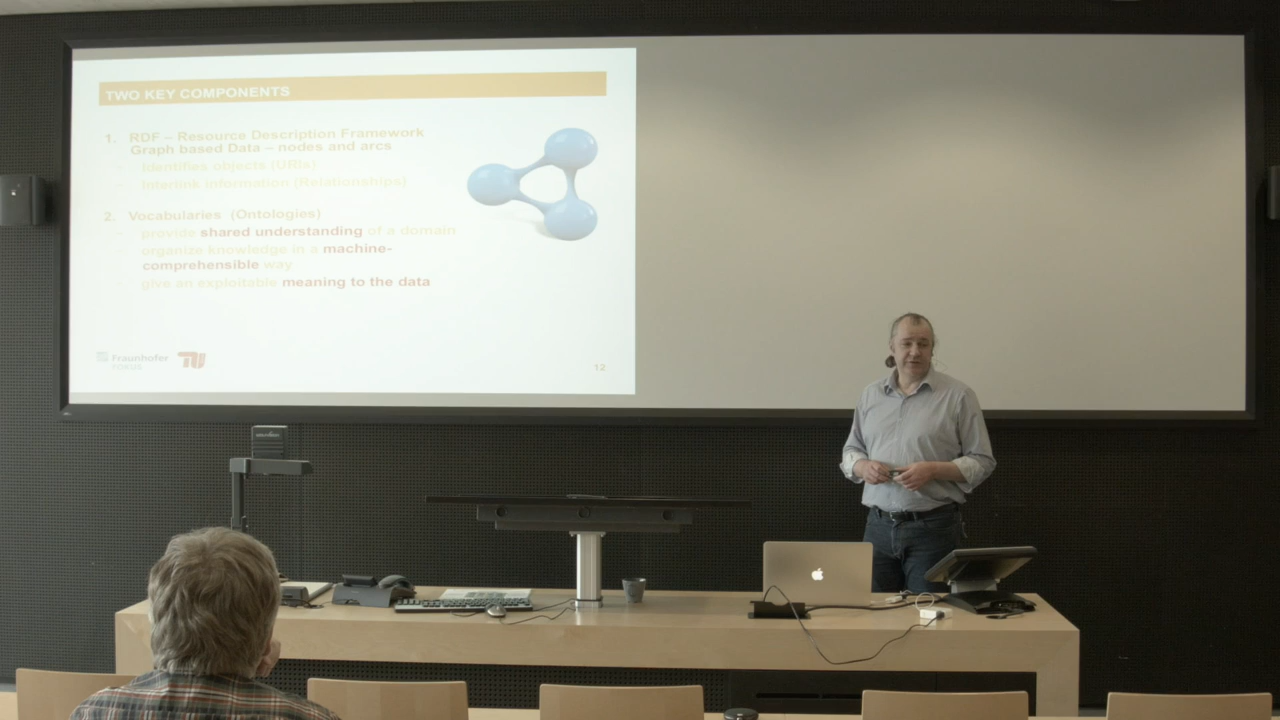 TWO KEY COMPONENTS
1. RDF – Resource Description Framework
Graph based Data – nodes and arcs
- Identifies objects (URIs)
- Interlink information (Relationships)
2. Vocabularies (Ontologies)
- provide shared understanding of a domain
organize knowledge in a machine-
comprehensible way
- give an exploitable meaning to the data
Fraunhofer
FOKUS
12